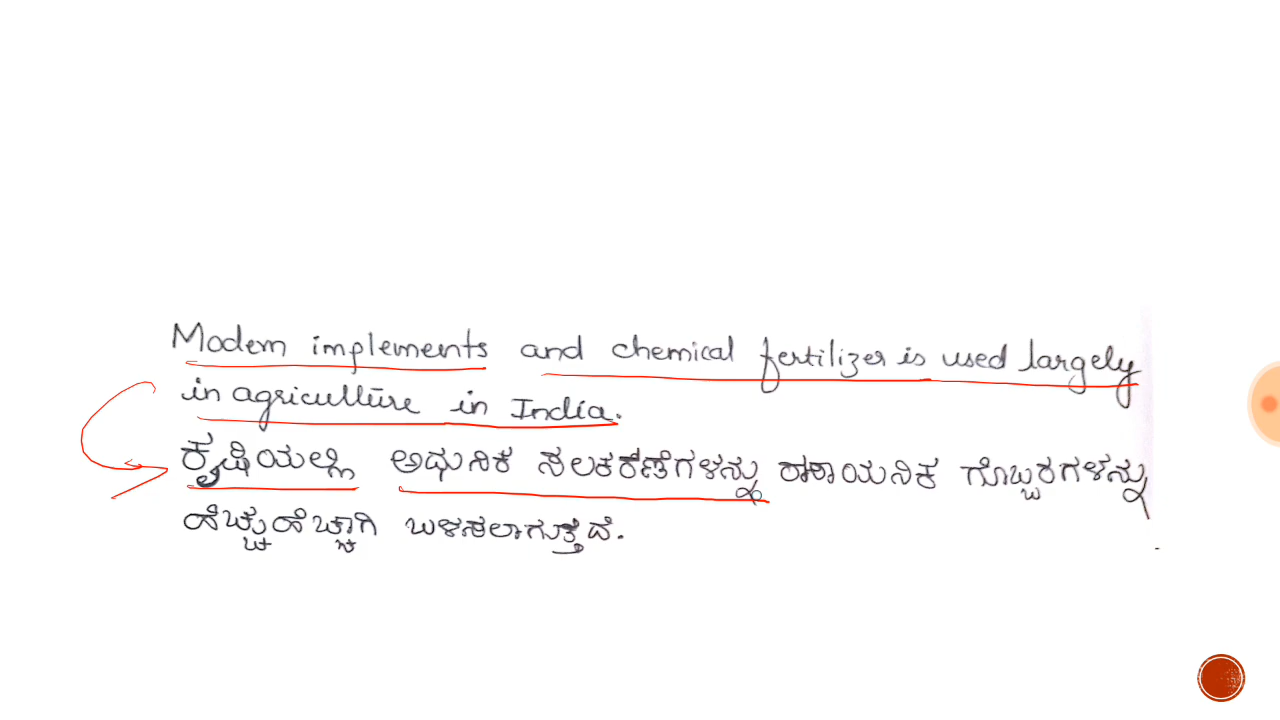 Modern implements and chemical fertilizer is used largely
in agriculture in India.
ಕೃಷಿಯಲ್ಲಿ ಅಧುನಿಕ ಸಲಕರಣೆಗಳನ್ನು ರಾಸಾಯನಿಕ ಗೊಬ್ಬರಗಳನ್ನು
ಹೆಚ್ಚುಹೆಚ್ಚಾಗಿ ಬಳಸಲಾಗುತ್ತದೆ.